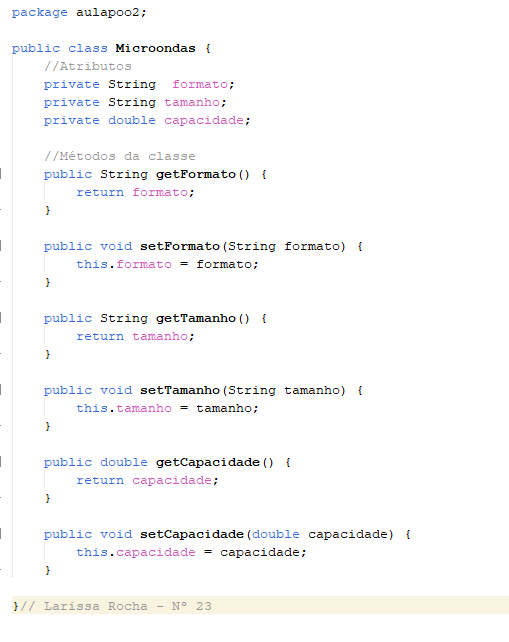 package aulapoo2;

public class Microondas {
    //Atributos
    private String  formato;
    private String tamanho;
    private double capacidade;

    //Métodos da classe
    public String getFormato() {
        return formato;
    }

    public void setFormato(String formato) {
        this.formato = formato;
    }

    public String getTamanho() {
        return tamanho;
    }

    public void setTamanho(String tamanho) {
        this.tamanho = tamanho;
    }

    public double getCapacidade() {
        return capacidade;
    }

    public void setCapacidade(double capacidade) {
        this.capacidade = capacidade;
    }

}// Larissa Rocha - N° 23